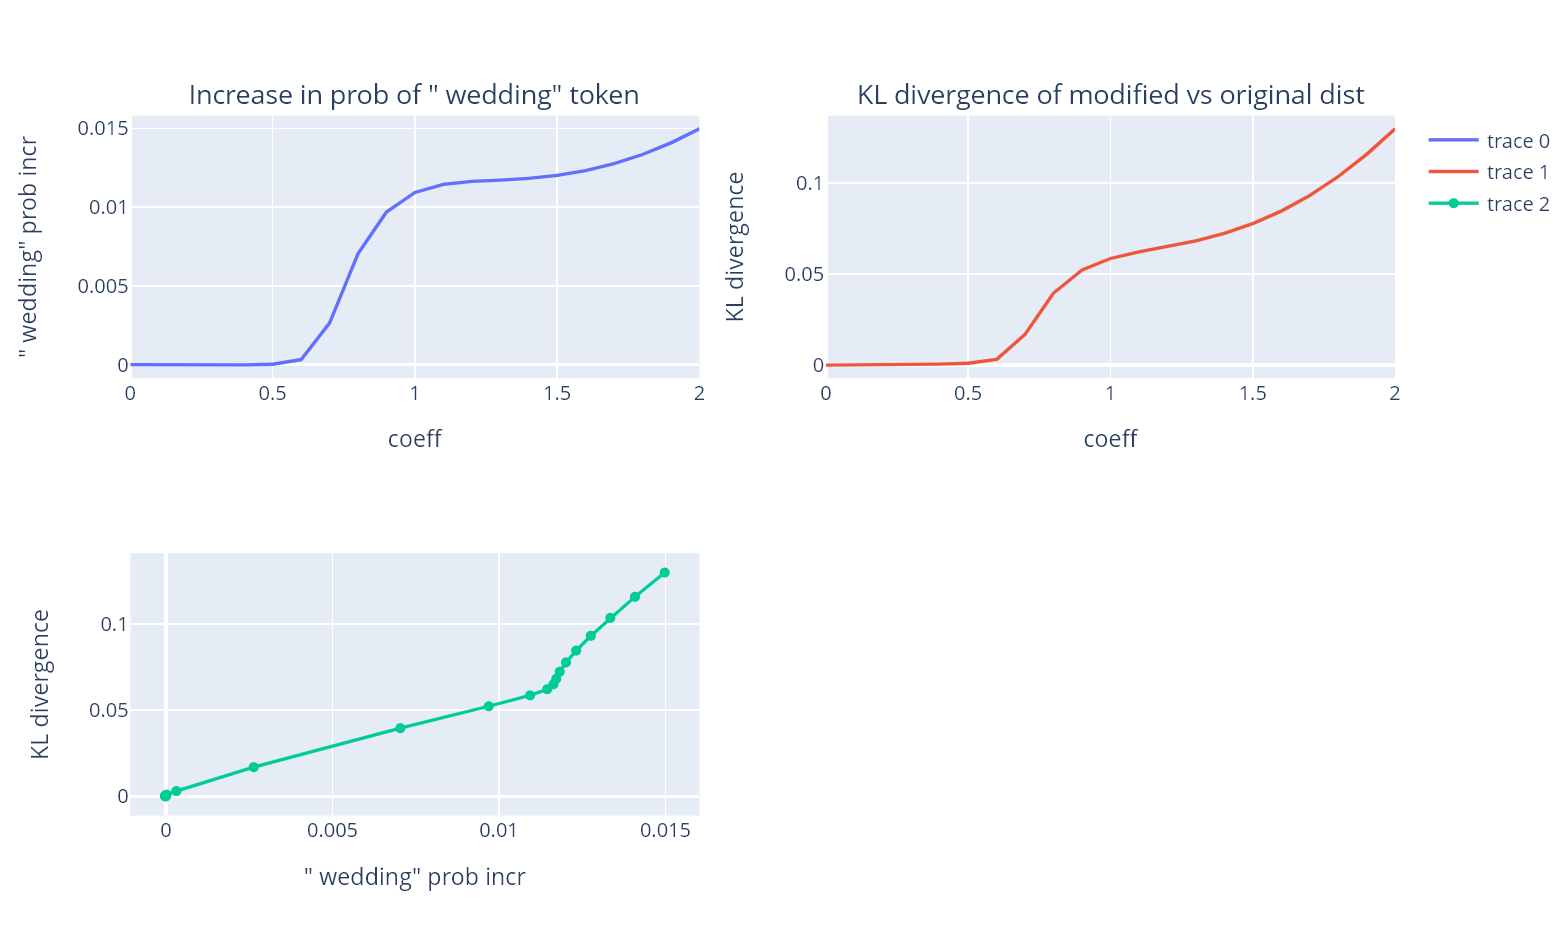 Increase in prob of " wedding" token
" wedding" prob incr
0.015
0.01
0.005
0
0
0.5
1
1.5
2
coeff
KL divergence of modified vs original dist
KL divergence
0.1
0.05
0
0
0.5
1
1.5
2
coeff
trace 0
trace 1
trace 2
KL divergence
0.1
0.05
0
0
0.005
0.01
0.015
" wedding" prob incr